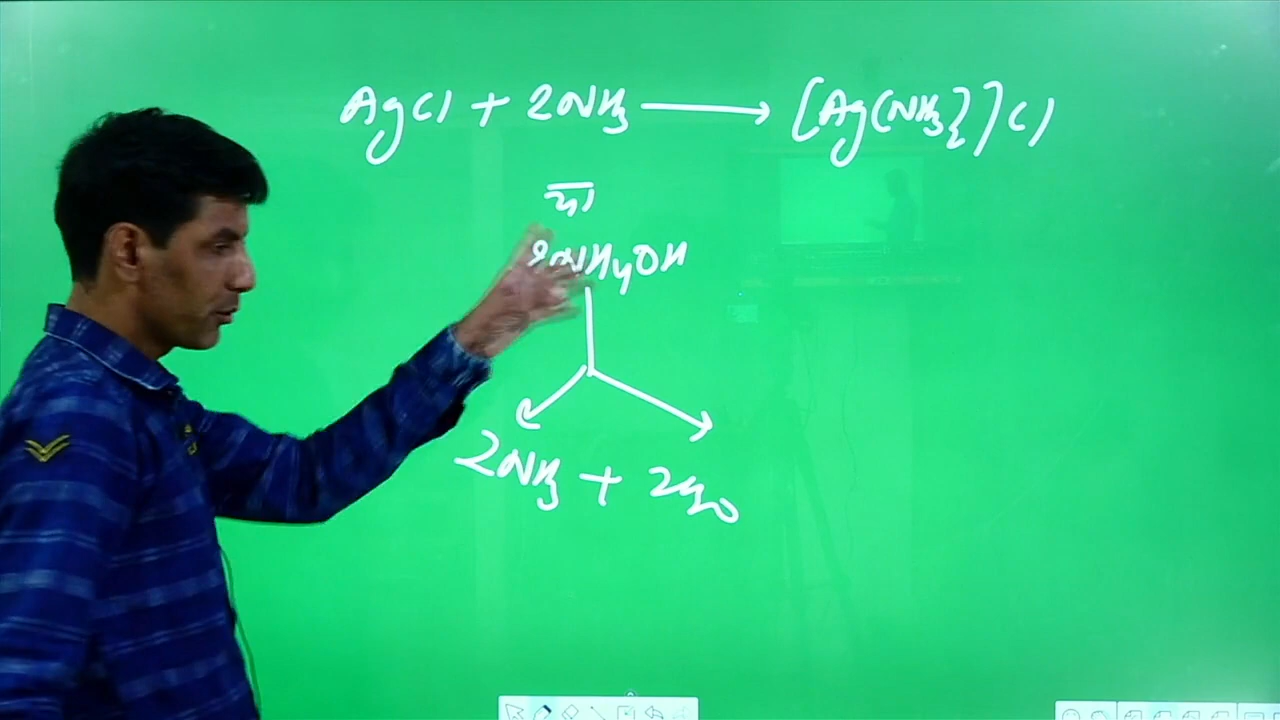 AgCl + 2NH3 ⟶ [Ag(NH3)2]Cl
या
2NH4OH
2NH3 + 2H2O